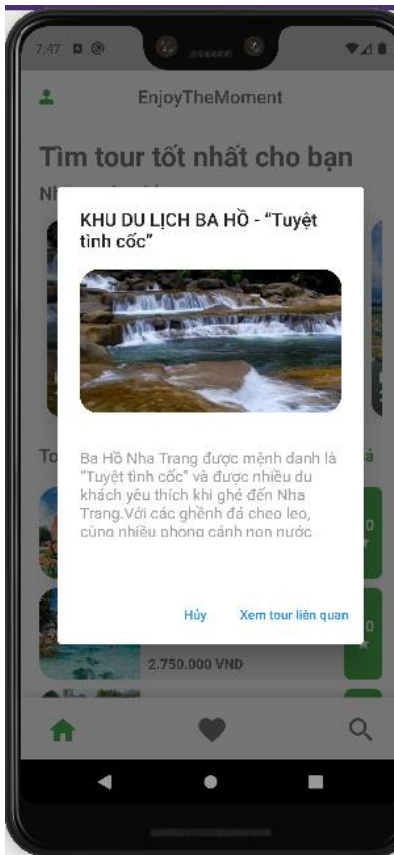 7:47
EnjoyTheMoment
Tìm tour tốt nhất cho bạn
KHU DU LỊCH BA HỒ - “Tuyệt
tình cốc”
Ba Hồ Nha Trang được mệnh danh là
“Tuyệt tình cốc” và được nhiều du
khách yêu thích khi ghé đến Nha
Trang.Với các ghềnh đá cheo leo,
cùng nhiều phong cảnh non nước
Hủy
Xem tour liên quan
2.750.000 VND